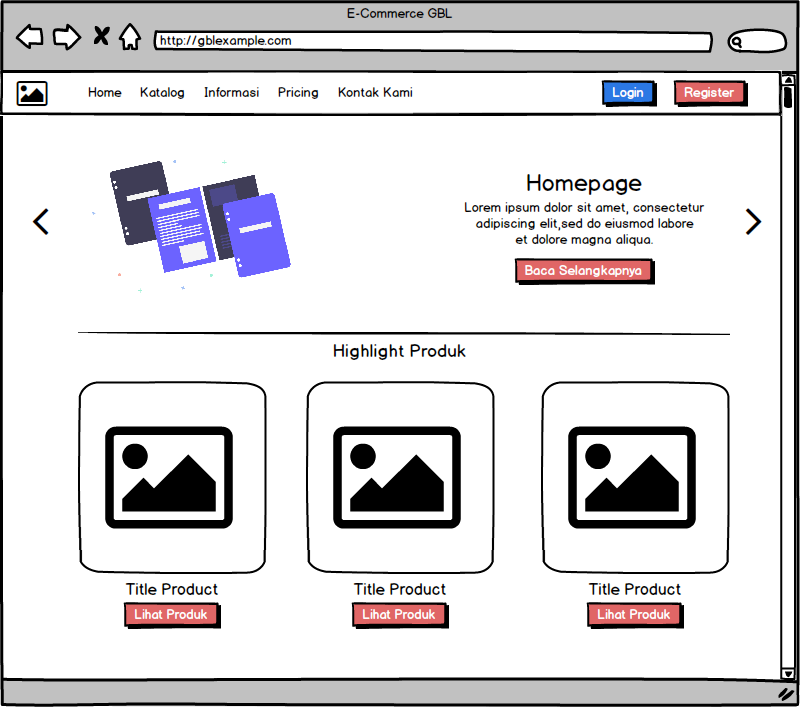 E-Commerce GBL
http://gblexample.com
Home Katalog Informasi Pricing Kontak Kami Login Register
Homepage
Lorem ipsum dolor sit amet, consectetur
adipiscing elit,sed do eiusmod labore
et dolore magna aliqua.
Baca Selangkapnya
Highlight Produk
Title Product Title Product Title Product
Lihat Produk Lihat Produk Lihat Produk